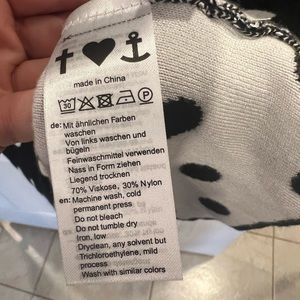 made in China
30
P
de: Mit ähnlichen Farben
waschen
Von links waschen und
bügeln
Feinwaschmittel verwenden
Nass in Form ziehen
Liegend trocknen
70% Viskose, 30% Nylon
en: Machine wash, cold
permanent press
Do not bleach
Do not tumble dry
Iron, low
Dryclean, any solvent but
Trichloroethylene, mild
process
Wash with similar colors